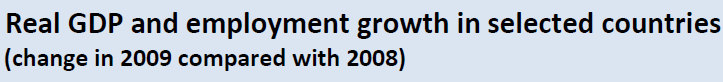 Real GDP and employment growth in selected countries
(change in 2009 compared with 2008)